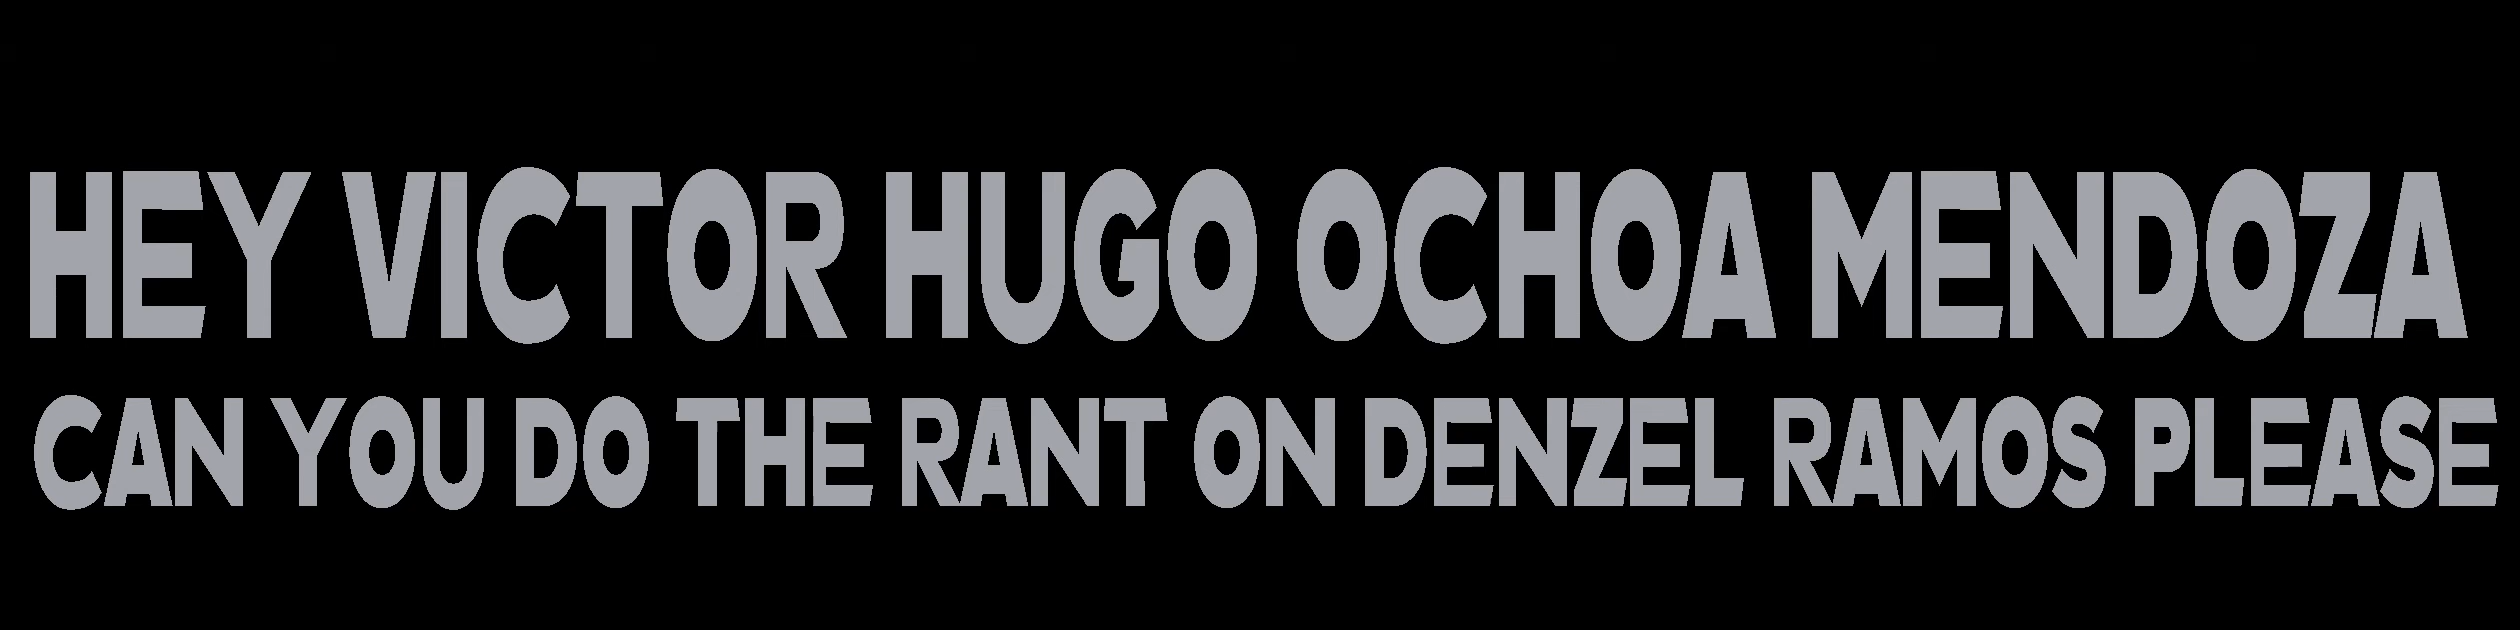 HEY VICTOR HUGO OCHOA MENDOZA
CAN YOU DO THE RANT ON DENZEL RAMOS PLEASE